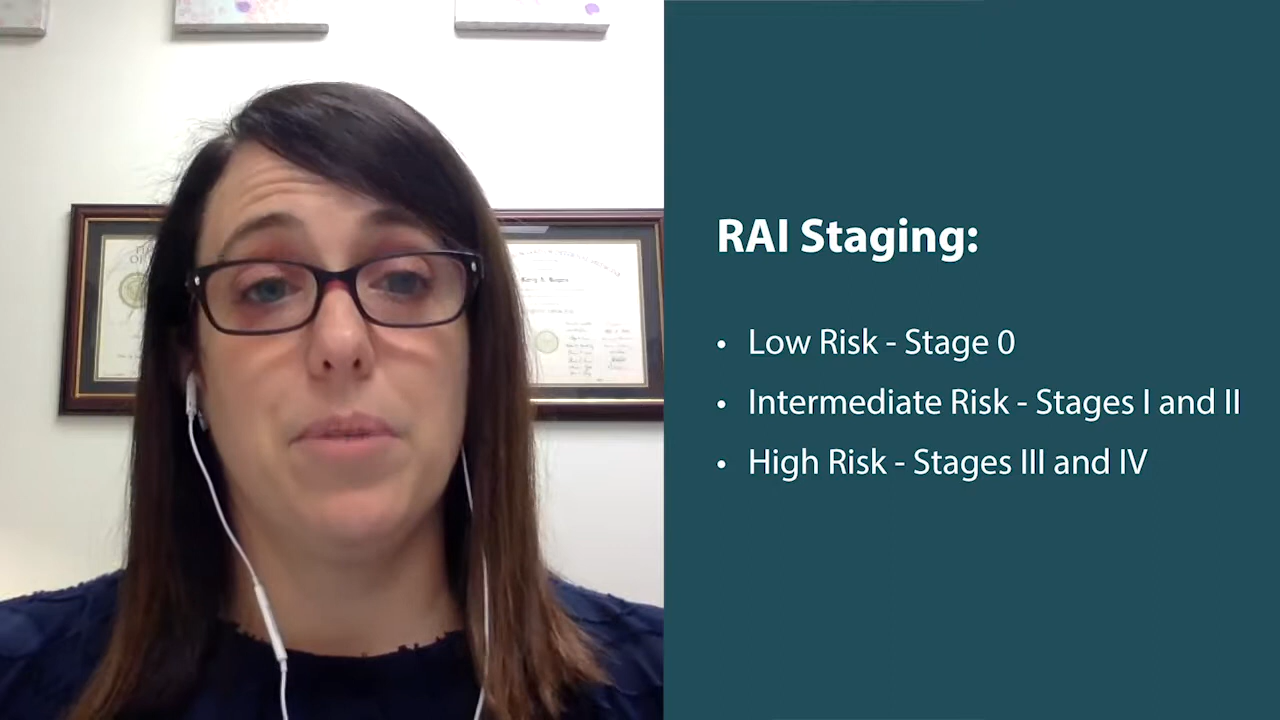 RAI Staging:
• Low Risk - Stage 0
• Intermediate Risk - Stages I and II
• High Risk - Stages III and IV